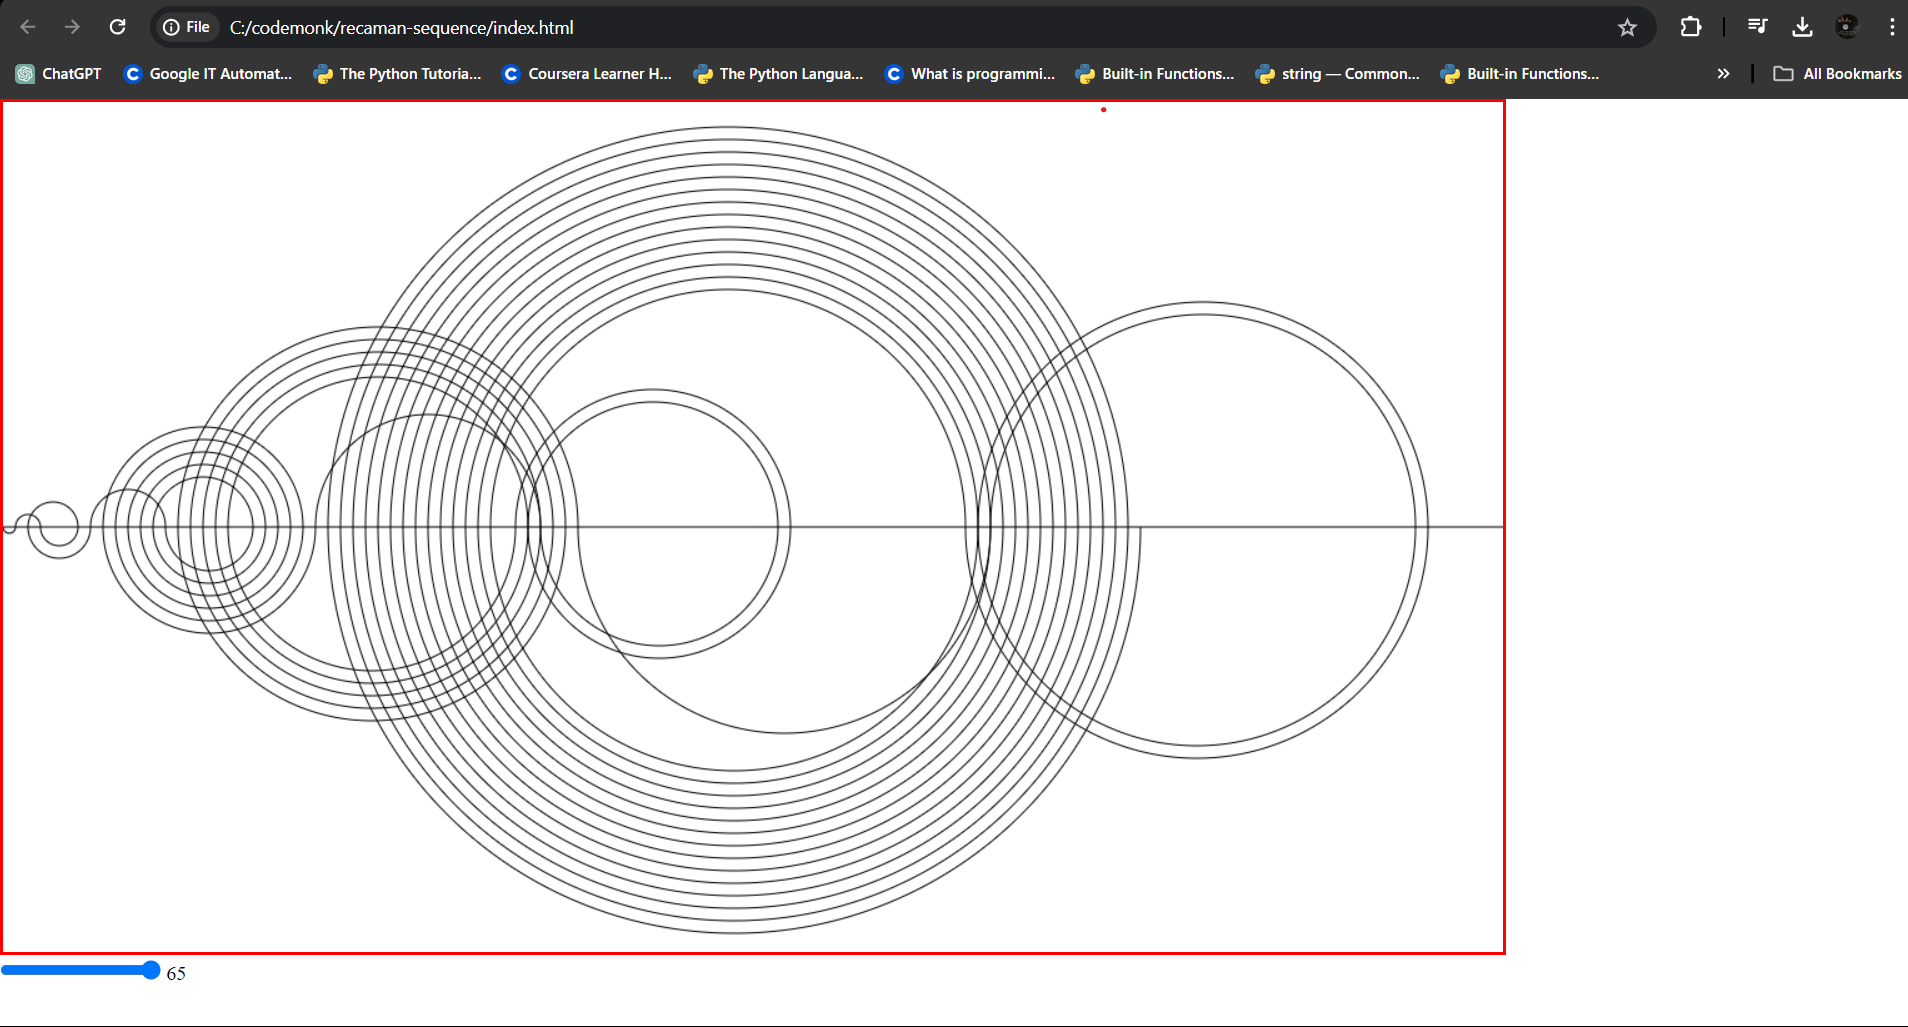 File C:/codemonk/recaman-sequence/index.html
ChatGPT Google IT Automat... The Python Tutoria... Coursera Learner H... The Python Langua... What is programmi... Built-in Functions... string — Common... Built-in Functions... All Bookmarks
65